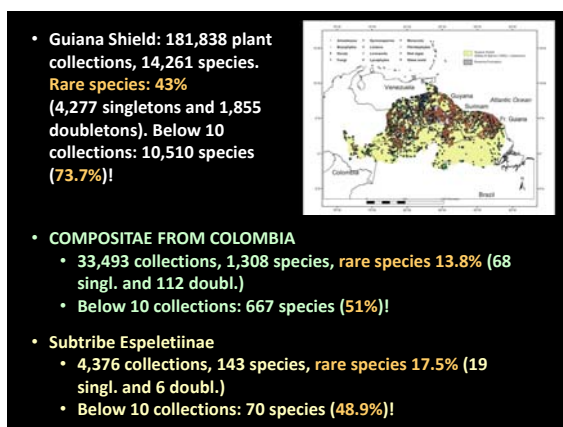 • Guiana Shield: 181,838 plant
collections, 14,261 species.
Rare species: 43%
(4,277 singletons and 1,855
doubletons). Below 10
collections: 10,510 species
(73.7%)!
Venezuela
Guyana
Atlantic Ocean
Surinam
Fr. Guiana
Colombia
Brazil
N
• COMPOSITAE FROM COLOMBIA
• 33,493 collections, 1,308 species, rare species 13.8% (68
singl. and 112 doubl.)
• Below 10 collections: 667 species (51%)!
• Subtribe Espeletiinae
• 4,376 collections, 143 species, rare species 17.5% (19
singl. and 6 doubl.)
• Below 10 collections: 70 species (48.9%)!